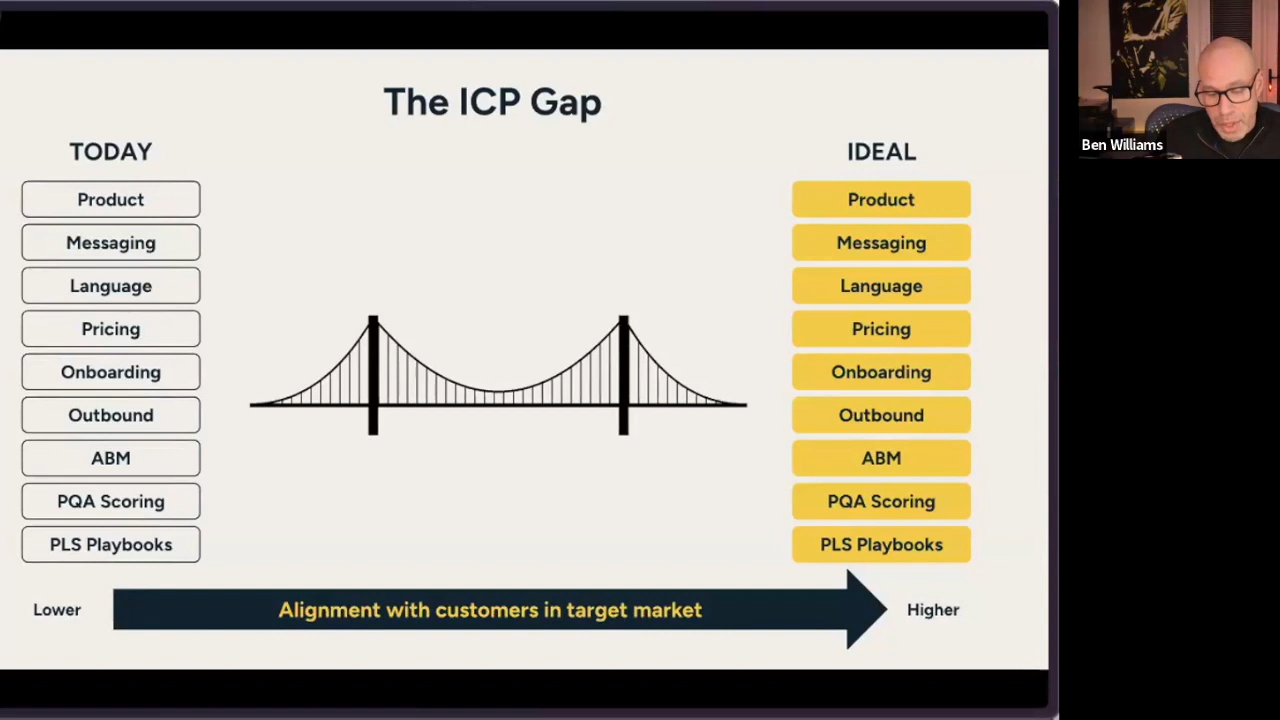 The ICP Gap
TODAY
Product
Messaging
Language
Pricing
Onboarding
Outbound
ABM
PQA Scoring
PLS Playbooks
IDEAL
Product
Messaging
Language
Pricing
Onboarding
Outbound
ABM
PQA Scoring
PLS Playbooks
Lower
Alignment with customers in target market
Higher
Ben Williams